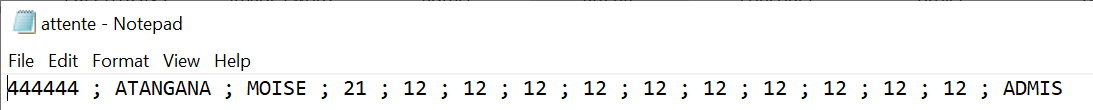 attente - Notepad
File Edit Format View Help
444444 ; ATANGANA ; MOISE ; 21 ; 12 ; 12 ; 12 ; 12 ; 12 ; 12 ; 12 ; 12 ; 12 ; 12 ; ADMIS